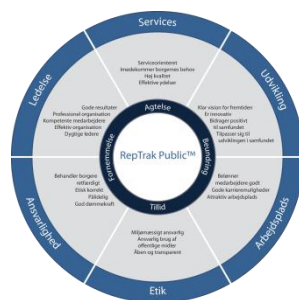 Services
Serviceorienteret
Imødekommer borgernes behov
Høj kvalitet
Effektive ydelser
Udvikling
Klar vision for fremtiden
Er innovativ
Bidrager positivt
til samfundet
Tilpasser sig til
udviklingen i samfundet
Arbejdsplads
Belønner
medarbejdere godt
Gode karrieremuligheder
Attraktiv arbejdsplads
Etik
Miljømæssigt ansvarlig
Ansvarlig brug af
offentlige midler
Åben og transparent
Ansvarlighed
Behandler borgere
retfærdigt
Etisk korrekt
Pålidelig
God dømmekraft
Ledelse
Gode resultater
Professionel organisation
Kompetente medarbejdere
Effektiv organisation
Dygtige ledere
Agtelse
Beundring
Tillid
Fornemmelse
RepTrak Public™